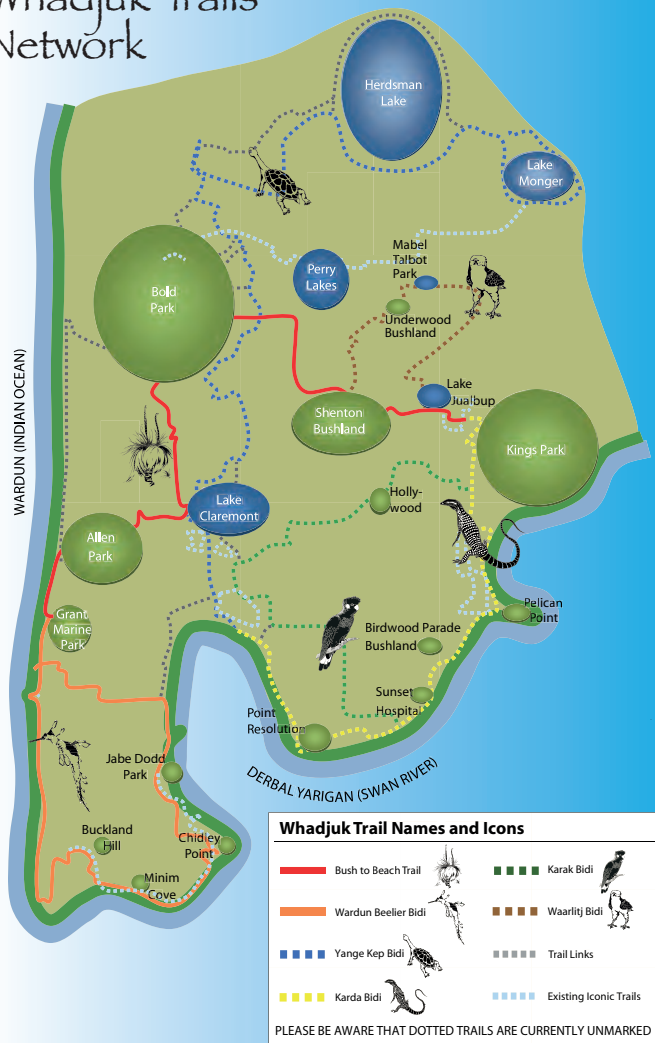 Whadjuk Trails
Network
Herdsman
Lake
Lake
Monger
Mabel
Talbot
Park
Perry
Lakes
Bold
Park
Underwood
Bushland
WARDUN (INDIAN OCEAN)
Lake
Jualbup
Shenton
Bushland
Kings Park
Holly-
wood
Lake
Claremont
Allen
Park
Pelican
Point
Grant
Marine
Park
Birdwood Parade
Bushland
Sunset
Hospital
Point
Resolution
Jabe Dodd
Park
DERBAL YARIGAN (SWAN RIVER)
Buckland
Hill
Chidley
Point
Minim
Cove
Whadjuk Trail Names and Icons
Bush to Beach Trail
Karak Bidi
Wardun Beelier Bidi
Waarlitj Bidi
Yange Kep Bidi
Trail Links
Karda Bidi
Existing Iconic Trails
PLEASE BE AWARE THAT DOTTED TRAILS ARE CURRENTLY UNMARKED